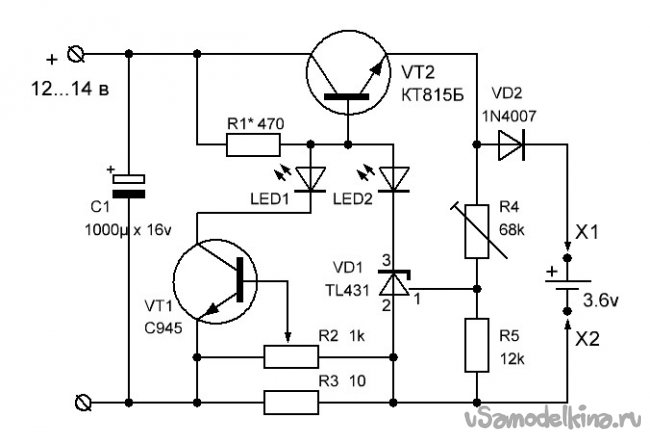 +
12...14 в
R1* 470
+
C1
1000μ x 16v
LED1
LED2
VT2
КТ815Б
VD2
1N4007
R4
68k
X1
+
3.6v
X2
VT1
C945
VD1
TL431
3
1
2
R2 1k
R3 10
R5
12k
vSamodelkina.ru